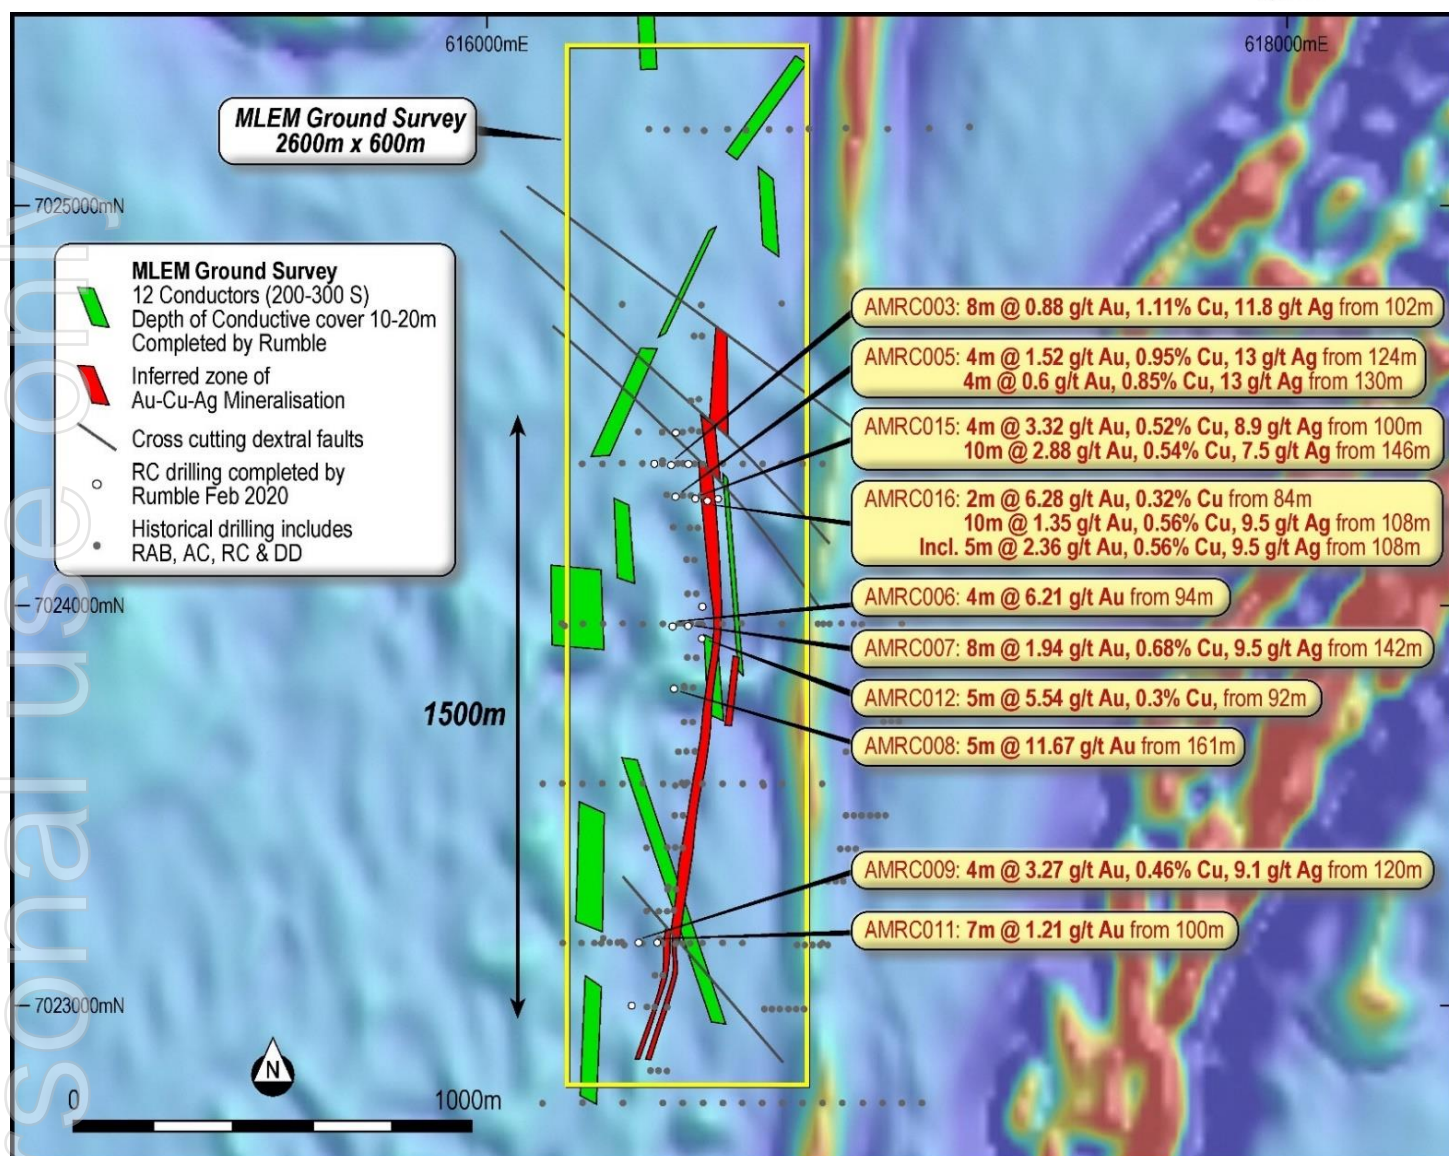 616000mE
618000mE
MLEM Ground Survey
2600m x 600m
7025000mN
MLEM Ground Survey
12 Conductors (200-300 S)
Depth of Conductive cover 10-20m
Completed by Rumble
Inferred zone of
Au-Cu-Ag Mineralisation
Cross cutting dextral faults
RC drilling completed by
Rumble Feb 2020
Historical drilling includes
RAB, AC, RC & DD
AMRC003: 8m @ 0.88 g/t Au, 1.11% Cu, 11.8 g/t Ag from 102m
AMRC005: 4m @ 1.52 g/t Au, 0.95% Cu, 13 g/t Ag from 124m
4m @ 0.6 g/t Au, 0.85% Cu, 13 g/t Ag from 130m
AMRC015: 4m @ 3.32 g/t Au, 0.52% Cu, 8.9 g/t Ag from 100m
10m @ 2.88 g/t Au, 0.54% Cu, 7.5 g/t Ag from 146m
AMRC016: 2m @ 6.28 g/t Au, 0.32% Cu from 84m
10m @ 1.35 g/t Au, 0.56% Cu, 9.5 g/t Ag from 108m
Incl. 5m @ 2.36 g/t Au, 0.56% Cu, 9.5 g/t Ag from 108m
7024000mN
AMRC006: 4m @ 6.21 g/t Au from 94m
AMRC007: 8m @ 1.94 g/t Au, 0.68% Cu, 9.5 g/t Ag from 142m
AMRC012: 5m @ 5.54 g/t Au, 0.3% Cu, from 92m
1500m
AMRC008: 5m @ 11.67 g/t Au from 161m
AMRC009: 4m @ 3.27 g/t Au, 0.46% Cu, 9.1 g/t Ag from 120m
AMRC011: 7m @ 1.21 g/t Au from 100m
7023000mN
N
0
1000m
rsonal use only